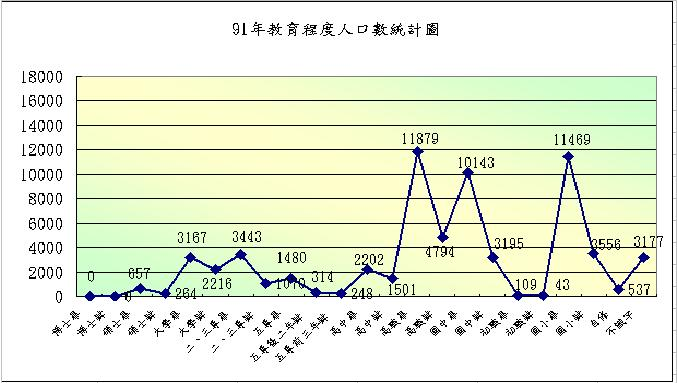 91年教育程度人口數統計圖
18000
16000
14000
12000
10000
8000
6000
4000
2000
0
0
657
264
3167
2216
3443
1480
314
248
2202
1501
11879
4794
10143
3195
109
43
11469
3556
537
3177
博士畢
博士肄
碩士畢
碩士肄
大學畢
大學肄
二、三專畢
二、三專肄
五專畢
五專後二年肄
五專前三年肄
高中畢
高中肄
高職畢
高職肄
國中畢
國中肄
初職畢
初職肄
國小畢
國小肄
自修
不識字